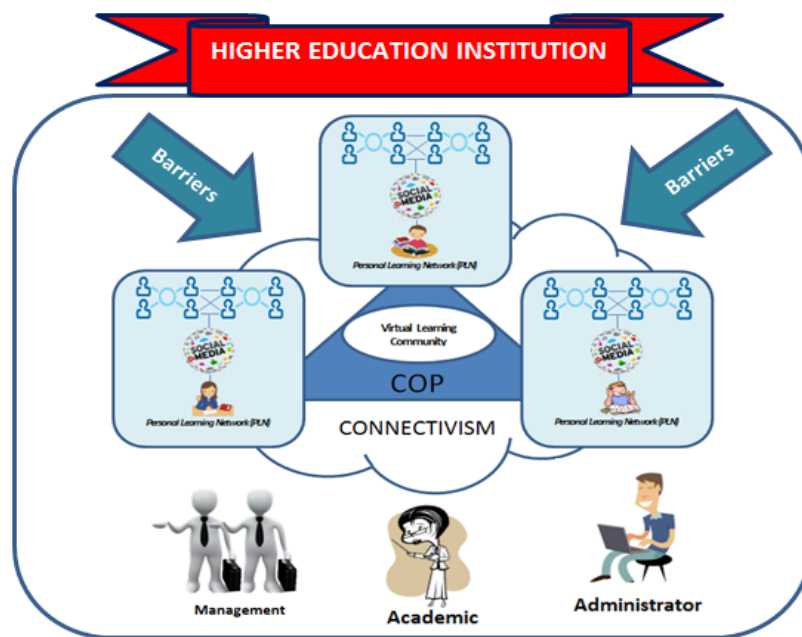 HIGHER EDUCATION INSTITUTION
Barriers
Barriers
SOCIAL
MEDIA
Personal Learning Network (PLN)
SOCIAL
MEDIA
Personal Learning Network (PLN)
SOCIAL
MEDIA
Personal Learning Network (PLN)
Virtual Learning
Community
COP
CONNECTIVISM
Management
Academic
Administrator